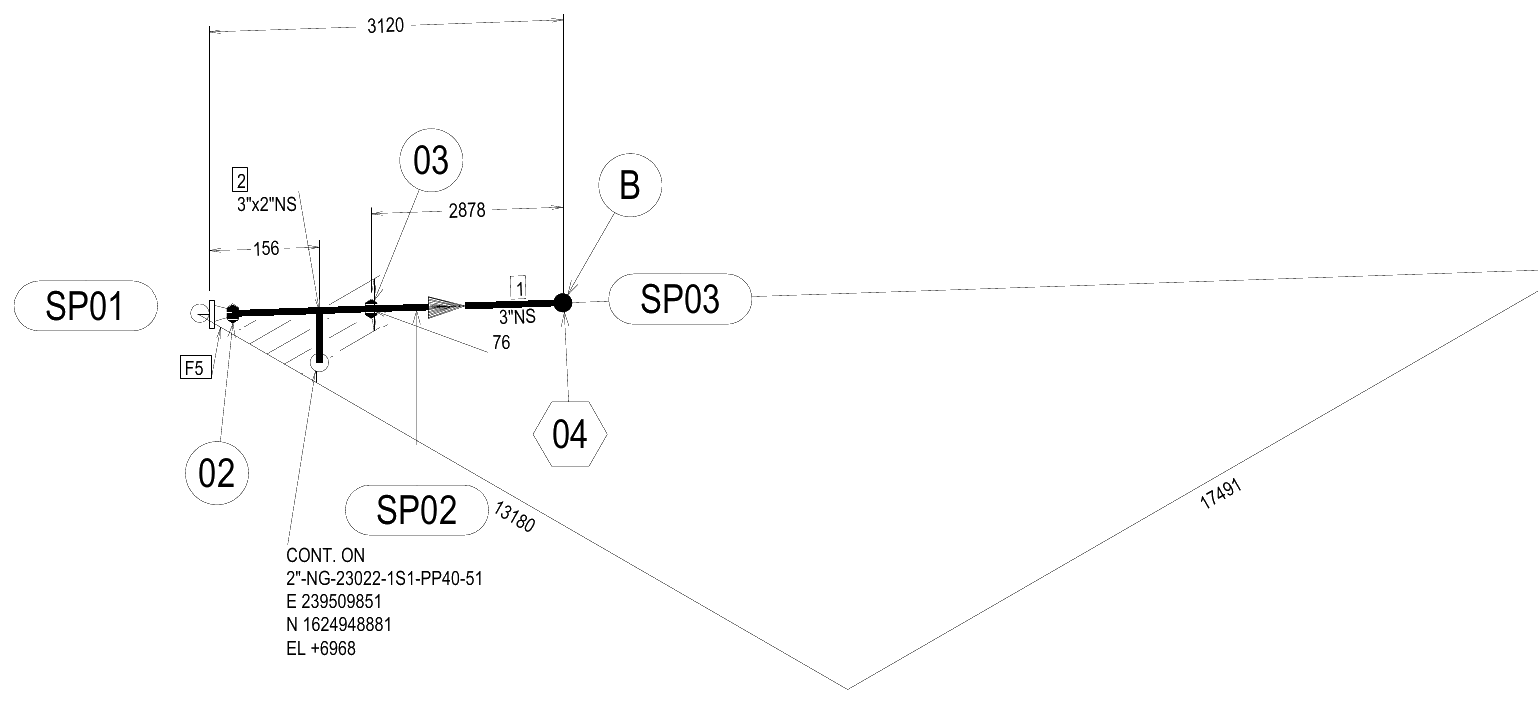 3120
03
B
2
3"x2"NS
2878
156
SP01
1
SP03
3"NS
76
F5
04
02
SP02
13180
17491
CONT. ON
2"-NG-23022-1S1-PP40-51
E 239509851
N 1624948881
EL +6968